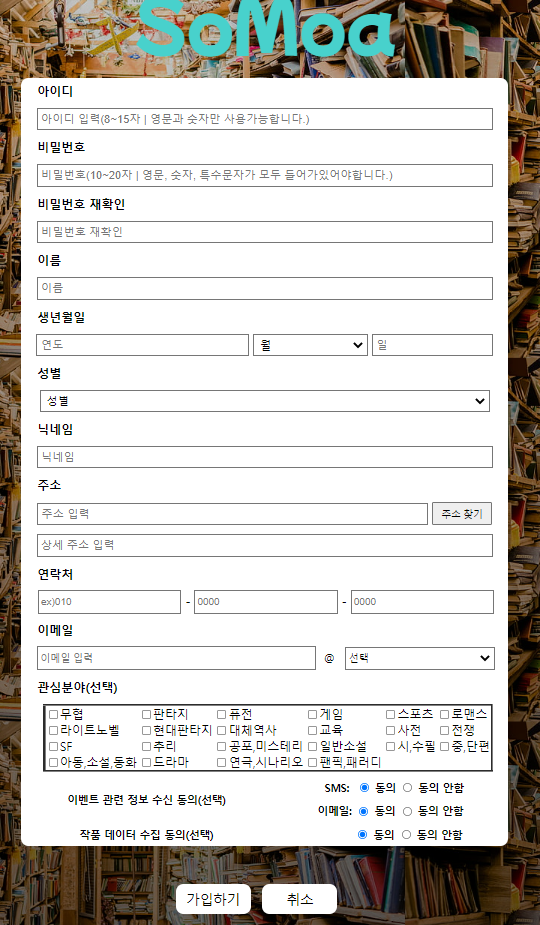 SoMoa
아이디
아이디 입력(8~15자 | 영문과 숫자만 사용가능합니다.)
비밀번호
비밀번호(10~20자 | 영문, 숫자, 특수문자가 모두 들어가있어야합니다.)
비밀번호 재확인
비밀번호 재확인
이름
이름
생년월일
연도 월 일
성별
성별
닉네임
닉네임
주소
주소 입력 주소 찾기
상세 주소 입력
연락처
ex)010 - 0000 - 0000
이메일
이메일 입력 @ 선택
관심분야(선택)
무협 판타지 퓨전 게임 스포츠 로맨스
라이트노벨 현대판타지 대체역사 교육 사전 전쟁
SF 추리 공포,미스테리 일반소설 시,수필 중,단편
아동,소설,동화 드라마 연극,시나리오 팬픽,패러디
이벤트 관련 정보 수신 동의(선택)
SMS: 동의 동의 안함
이메일: 동의 동의 안함
작품 데이터 수집 동의(선택) 동의 동의 안함
가입하기 취소